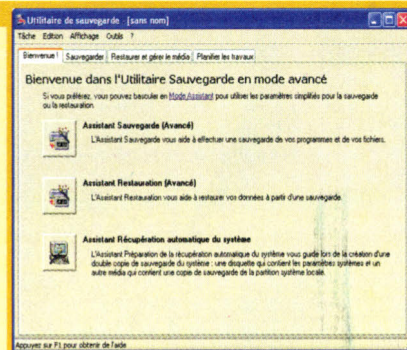 Utilitaire de sauvegarde - [sans nom]
Tâche Edition Affichage Outils ?
Bienvenue ! Sauvegarder Restaurer et gérer le média Planifier les travaux
Bienvenue dans l'Utilitaire Sauvegarde en mode avancé
Si vous préférez, vous pouvez basculer en Mode Assistant pour utiliser les paramètres simplifiés pour la sauvegarde
ou la restauration.
Assistant Sauvegarde (Avancé)
L'Assistant Sauvegarde vous aide à effectuer une sauvegarde de vos programmes et de vos fichiers.
Assistant Restauration (Avancé)
L'Assistant Restauration vous aide à restaurer vos données à partir d'une sauvegarde.
Assistant Récupération automatique du système
L'Assistant Préparation de la récupération automatique du système vous guide lors de la création d'une
double copie de sauvegarde du système : une disquette qui contient les paramètres systèmes et un
autre média qui contient une copie de sauvegarde de la partition système locale.
Appuyez sur F1 pour obtenir de l'aide